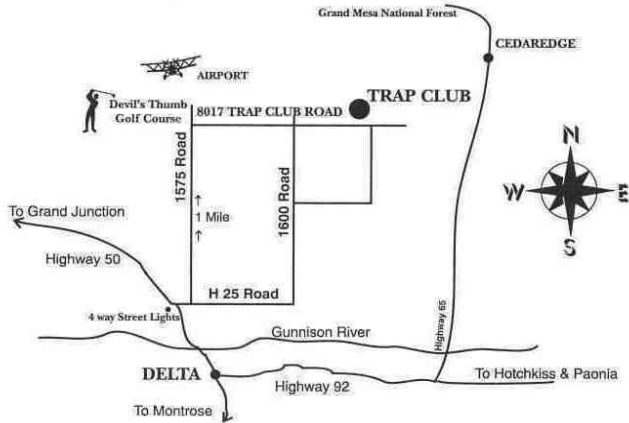 Grand Mesa National Forest
CEDAREDGE
AIRPORT
TRAP CLUB
Devil's Thumb
Golf Course
8017 TRAP CLUB ROAD
1575 Road
1600 Road
N
W
E
S
To Grand Junction
1 Mile
Highway 50
H 25 Road
4 way Street Lights
Gunnison River
Highway 65
DELTA
Highway 92
To Hotchkiss & Paonia
To Montrose